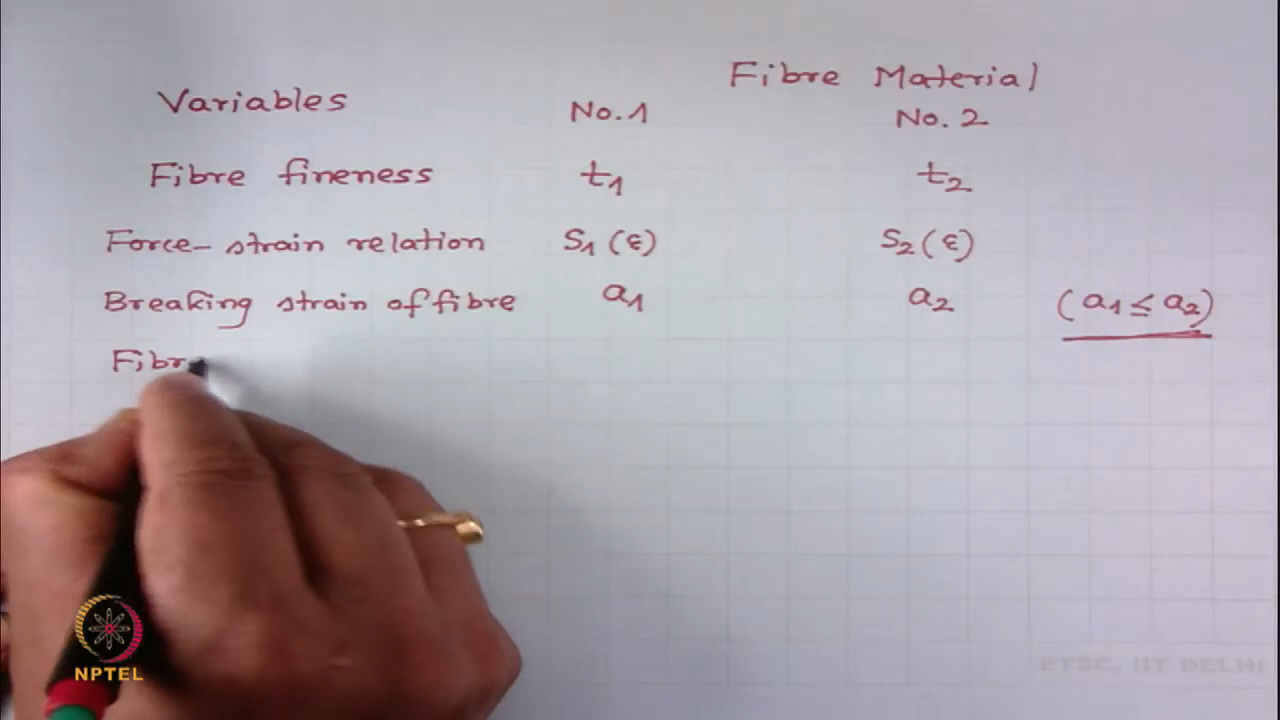 Fibre Material
Variables No. 1 No. 2
Fibre fineness t1 t2
Force-strain relation S1 (ε) S2 (ε)
Breaking strain of fibre a1 a2 (a1 ≤ a2)
Fibr
NPTEL
ETSC, IIT DELHI